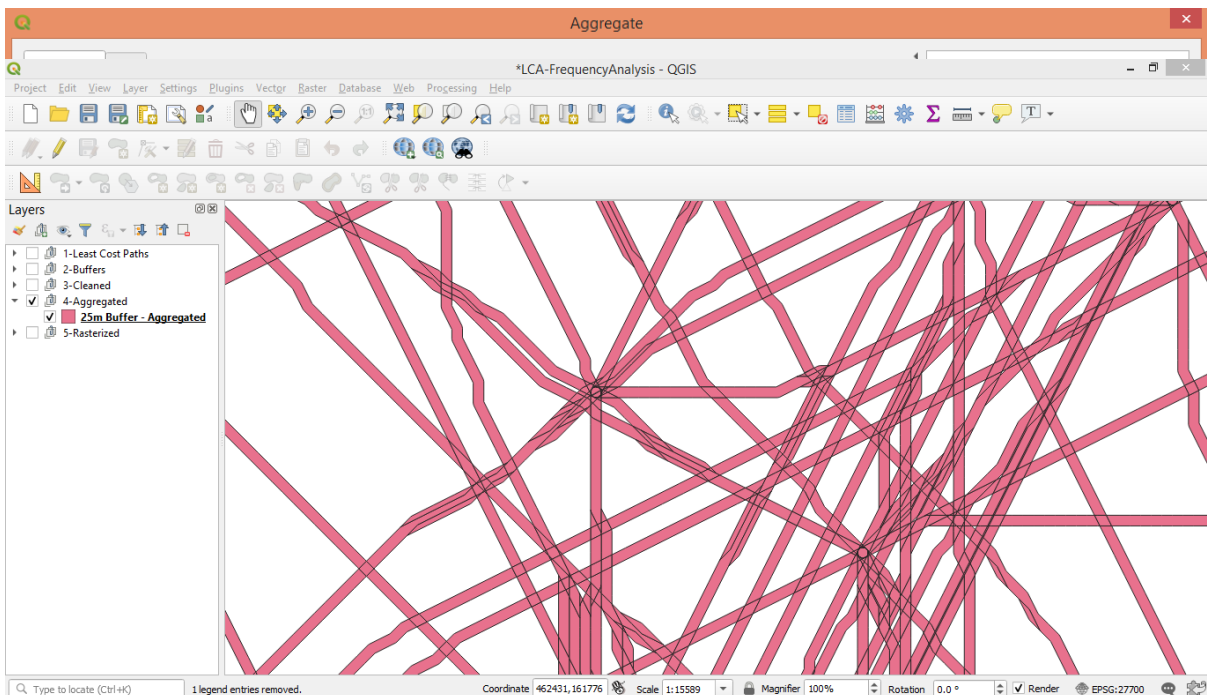 Aggregate
*LCA-FrequencyAnalysis - QGIS
Project Edit View Layer Settings Plugins Vector Raster Database Web Processing Help
Layers
1-Least Cost Paths
2-Buffers
3-Cleaned
4-Aggregated
25m Buffer - Aggregated
5-Rasterized
Type to locate (Ctrl+K) 1 legend entries removed. Coordinate 462431,161776 Scale 1:15589 Magnifier 100% Rotation 0.0 ° Render EPSG:27700